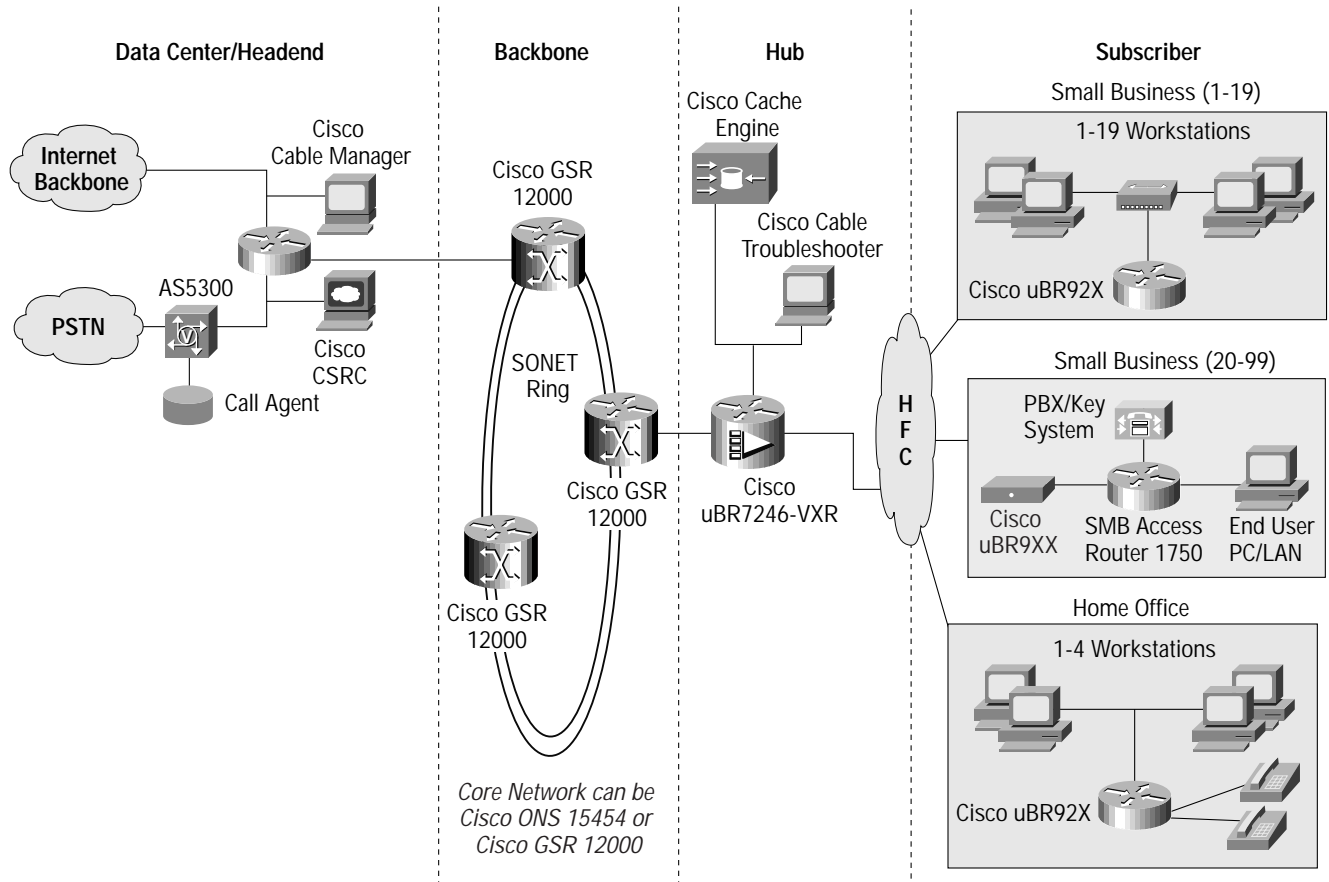 Data Center/Headend
Backbone
Hub
Subscriber
Internet
Backbone
Cisco
Cable Manager
AS5300
PSTN
Cisco
CSRC
Call Agent
Cisco GSR
12000
SONET
Ring
Cisco GSR
12000
Cisco GSR
12000
Core Network can be
Cisco ONS 15454 or
Cisco GSR 12000
Cisco Cache
Engine
Cisco Cable
Troubleshooter
Cisco
uBR7246-VXR
H
F
C
Small Business (1-19)
1-19 Workstations
Cisco uBR92X
Small Business (20-99)
PBX/Key
System
Cisco
uBR9XX
SMB Access
Router 1750
End User
PC/LAN
Home Office
1-4 Workstations
Cisco uBR92X
V